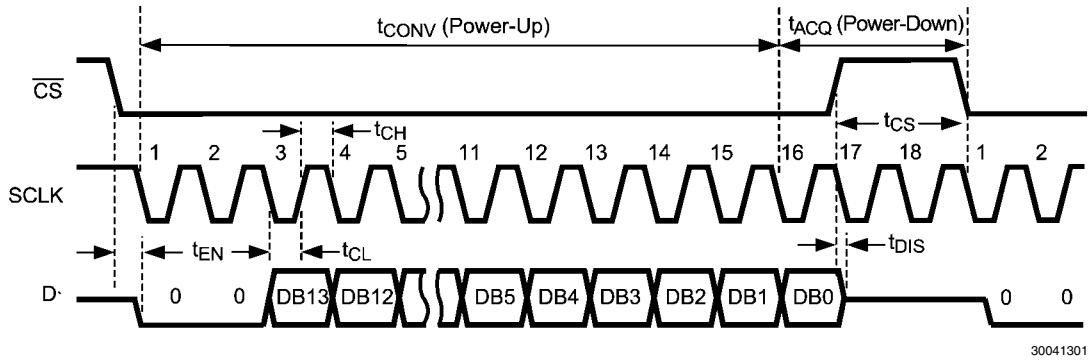 tCONV (Power-Up) tACQ (Power-Down)
CS
tCH tCS
1 2 3 4 5 11 12 13 14 15 16 17 18 1 2
SCLK
tEN tCL tDIS
D 0 0 DB13 DB12 DB5 DB4 DB3 DB2 DB1 DB0 0 0
30041301